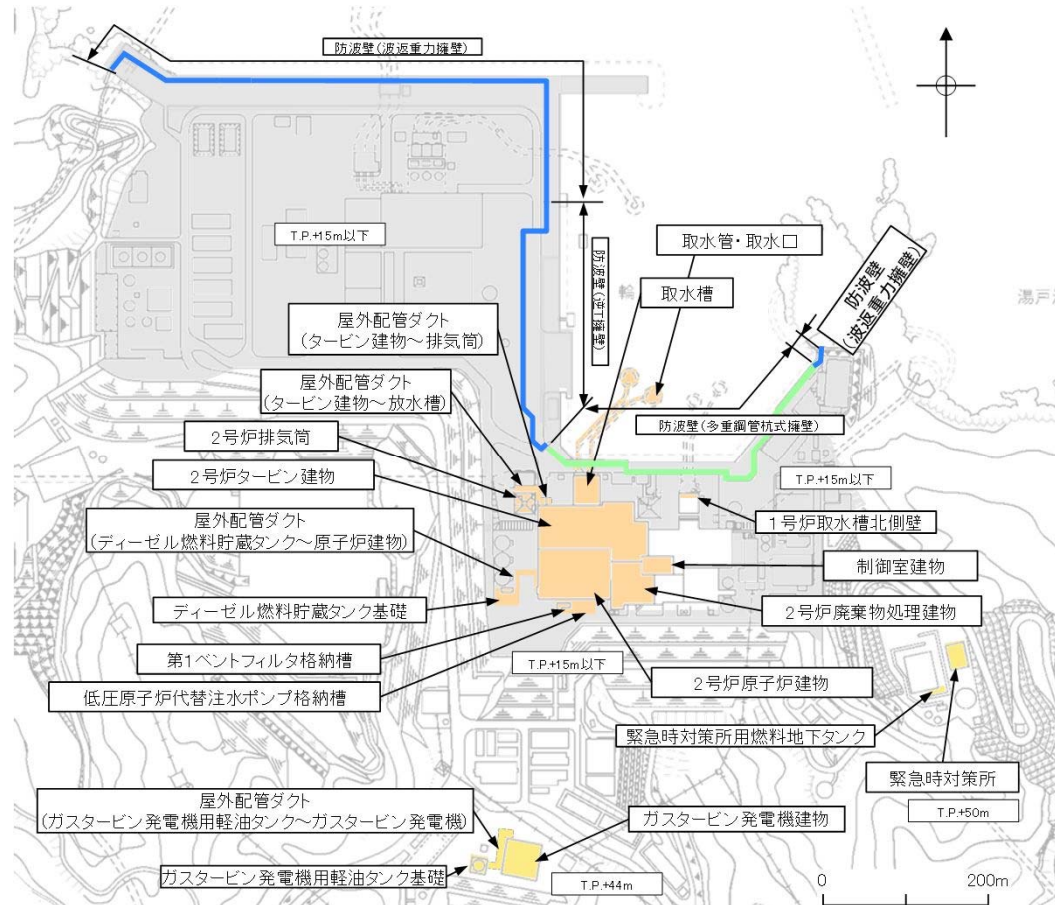 防波壁(波返重力擁壁)
T.P.+15m以下
防波壁(逆T擁壁)
取水管・取水口
取水槽
輪
防波壁
(波返重力擁壁)
屋外配管ダクト
(タービン建物～排気筒)
屋外配管ダクト
(タービン建物～放水槽)
防波壁(多重鋼管杭式擁壁)
2号炉排気筒
2号炉タービン建物
T.P.+15m以下
1号炉取水槽北側壁
屋外配管ダクト
(ディーゼル燃料貯蔵タンク～原子炉建物)
制御室建物
ディーゼル燃料貯蔵タンク基礎
2号炉廃棄物処理建物
第1ベントフィルタ格納槽
T.P.+15m以下
2号炉原子炉建物
低圧原子炉代替注水ポンプ格納槽
緊急時対策所用燃料地下タンク
緊急時対策所
T.P.+50m
屋外配管ダクト
(ガスタービン発電機用軽油タンク～ガスタービン発電機)
ガスタービン発電機建物
ガスタービン発電機用軽油タンク基礎
T.P.+44m
0 200m
湯戸